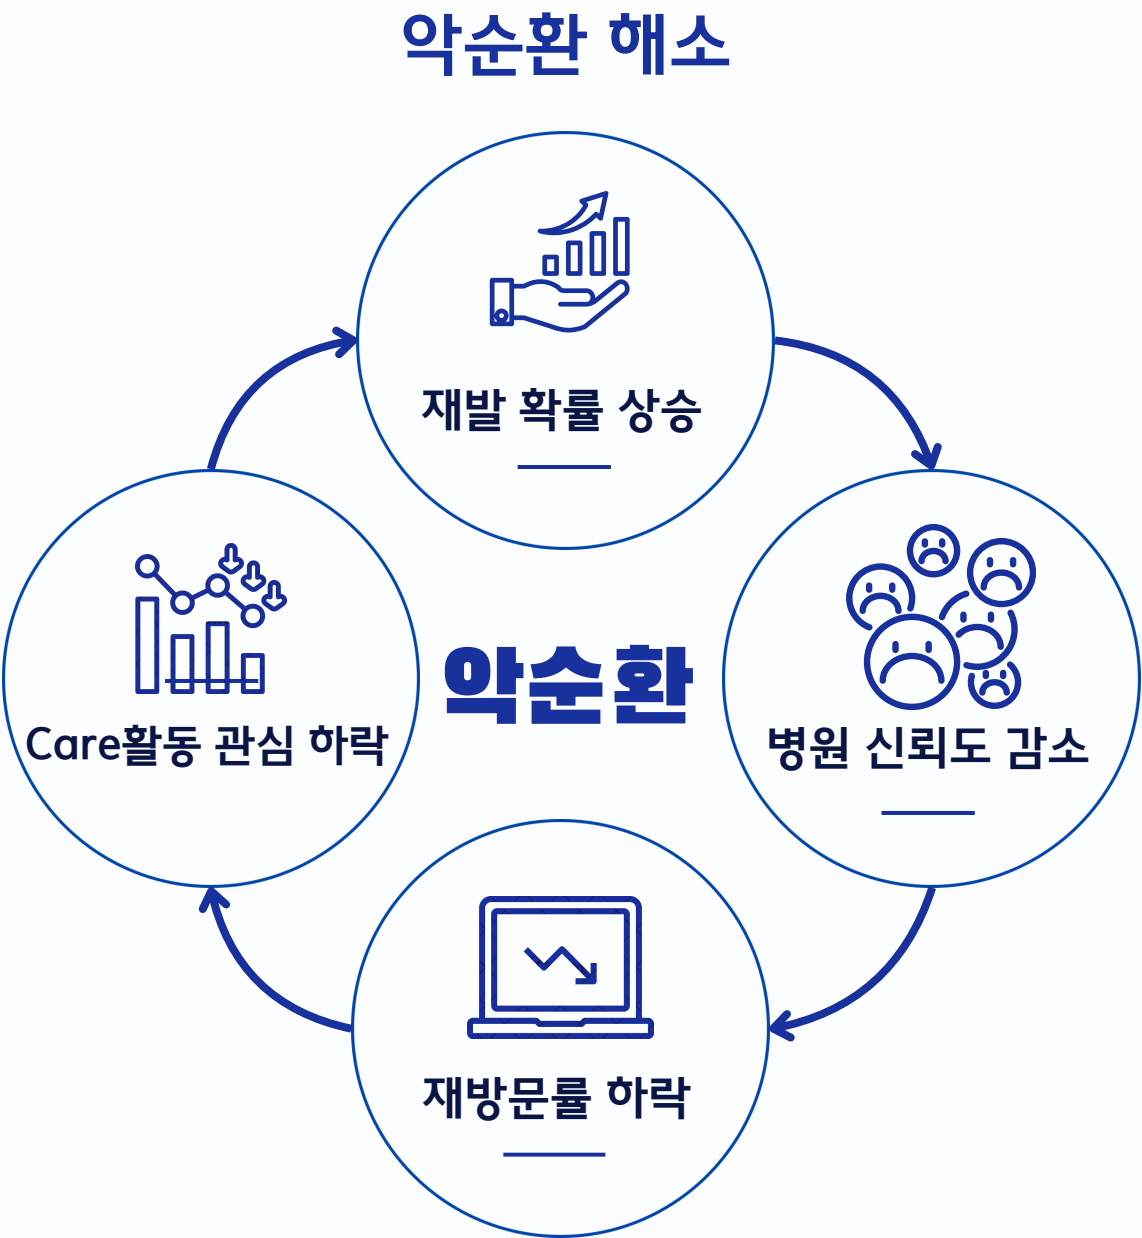 악순환 해소
재발 확률 상승
Care활동 관심 하락
악순환
병원 신뢰도 감소
재방문률 하락